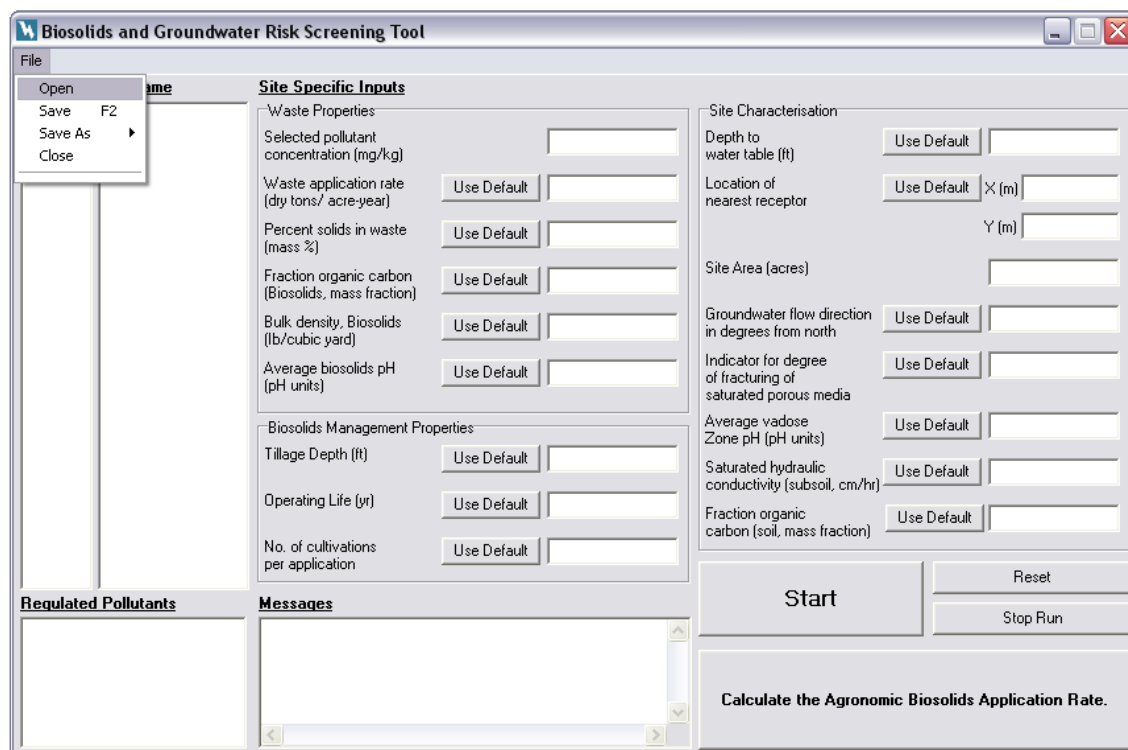 Biosolids and Groundwater Risk Screening Tool
File
Open
Save F2
Save As
Close
ame
Site Specific Inputs
Waste Properties
Selected pollutant
concentration (mg/kg)
Waste application rate
(dry tons/ acre-year)
Use Default
Percent solids in waste
(mass %)
Use Default
Fraction organic carbon
(Biosolids, mass fraction)
Use Default
Bulk density, Biosolids
(lb/cubic yard)
Use Default
Average biosolids pH
(pH units)
Use Default
Biosolids Management Properties
Tillage Depth (ft)
Use Default
Operating Life (yr)
Use Default
No. of cultivations
per application
Use Default
Site Characterisation
Depth to
water table (ft)
Use Default
Location of
nearest receptor
Use Default
X (m)
Y (m)
Site Area (acres)
Groundwater flow direction
in degrees from north
Use Default
Indicator for degree
of fracturing of
saturated porous media
Use Default
Average vadose
Zone pH (pH units)
Use Default
Saturated hydraulic
conductivity (subsoil, cm/hr)
Use Default
Fraction organic
carbon (soil, mass fraction)
Use Default
Regulated Pollutants
Messages
Start
Reset
Stop Run
Calculate the Agronomic Biosolids Application Rate.